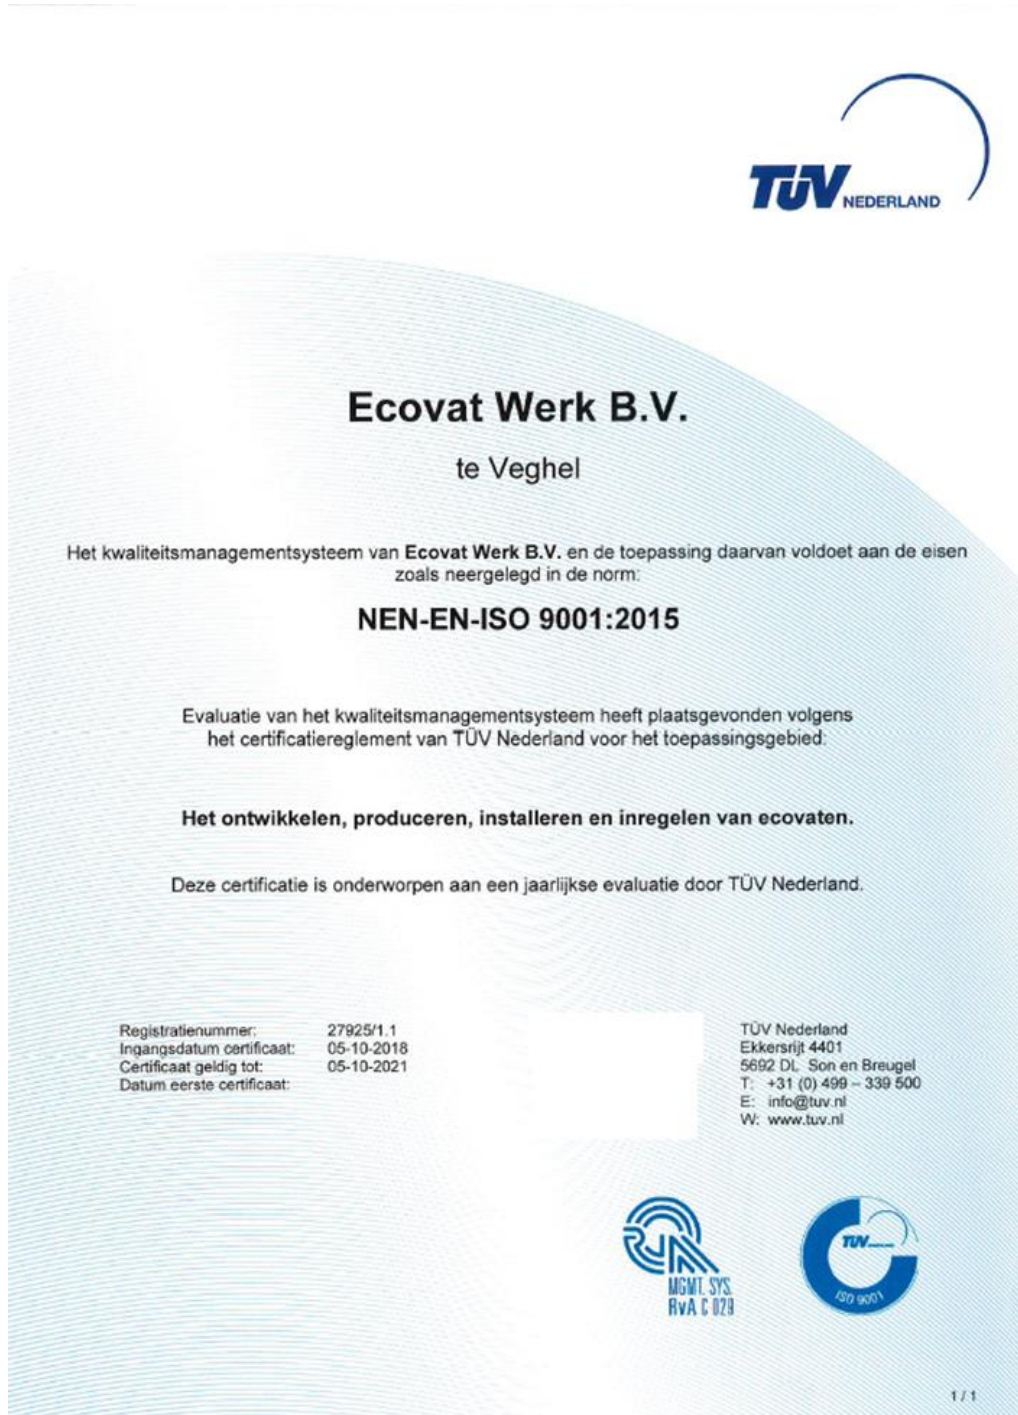 TÜV NEDERLAND
Ecovat Werk B.V.
te Veghel
Het kwaliteitsmanagementsysteem van Ecovat Werk B.V. en de toepassing daarvan voldoet aan de eisen
zoals neergelegd in de norm:
NEN-EN-ISO 9001:2015
Evaluatie van het kwaliteitsmanagementsysteem heeft plaatsgevonden volgens
het certificatiereglement van TÜV Nederland voor het toepassingsgebied:
Het ontwikkelen, produceren, installeren en inregelen van ecovaten.
Deze certificatie is onderworpen aan een jaarlijkse evaluatie door TÜV Nederland.
Registratienummer: 27925/1.1
Ingangsdatum certificaat: 05-10-2018
Certificaat geldig tot: 05-10-2021
Datum eerste certificaat:
TÜV Nederland
Ekkersrijt 4401
5692 DL Son en Breugel
T: +31 (0) 499 – 339 500
E: info@tuv.nl
W: www.tuv.nl
RvA
MGMT. SYS.
RvA C 029
TÜV
ISO 9001
1 / 1